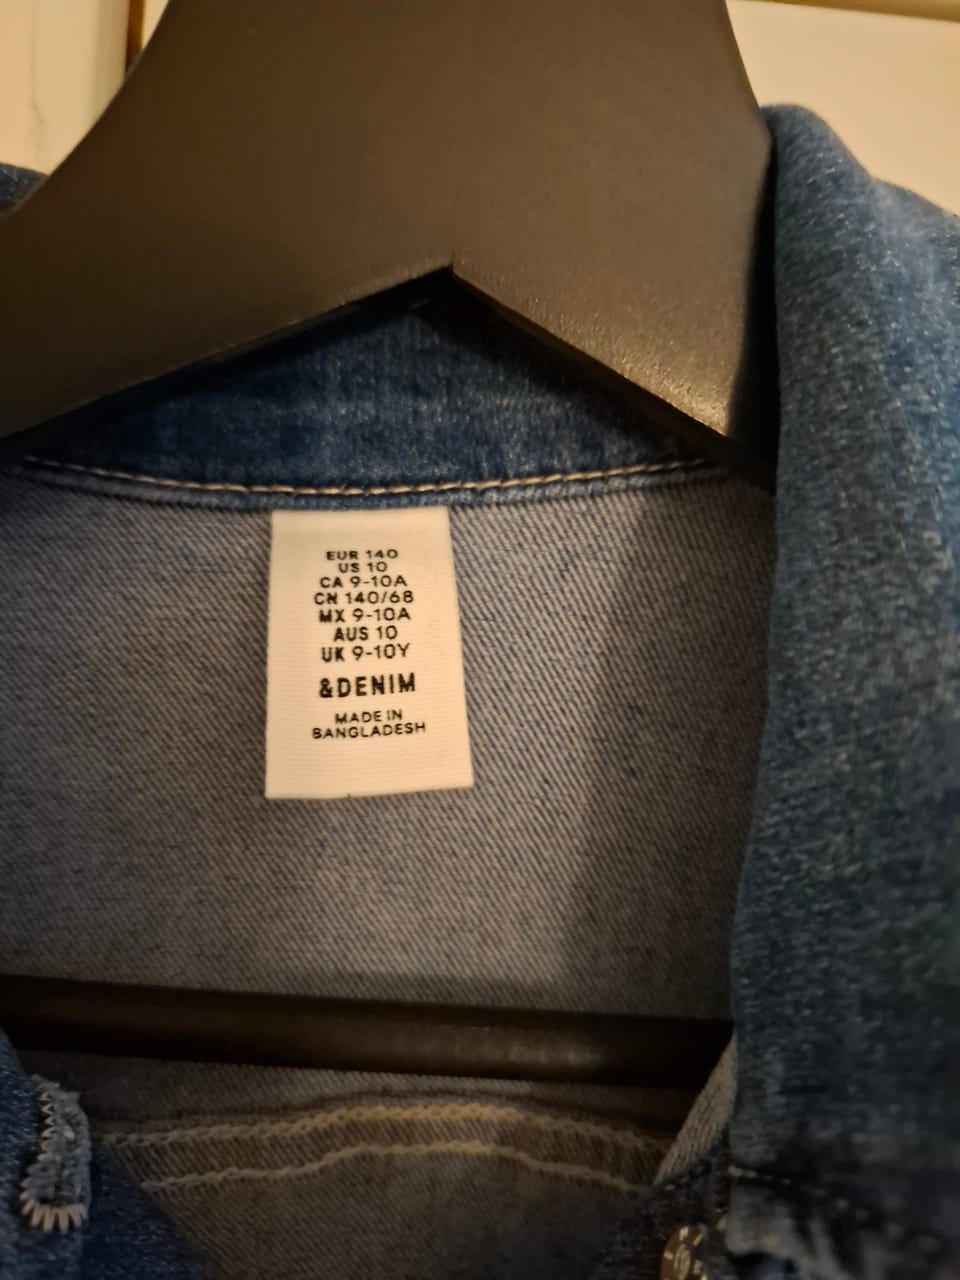 EUR 140
US 10
CA 9-10A
CN 140/68
MX 9-10A
AUS 10
UK 9-10Y
&DENIM
MADE IN
BANGLADESH